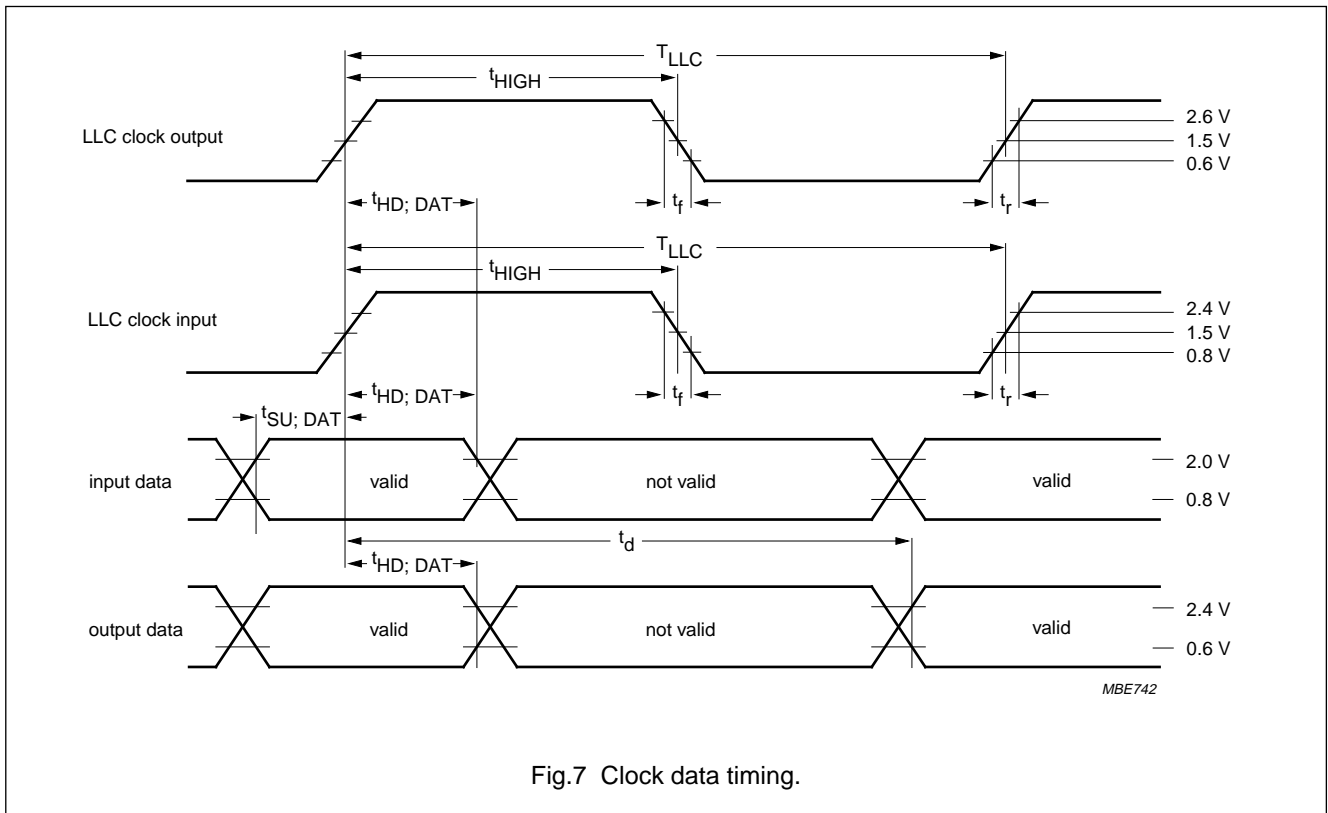 T_LLC
t_HIGH
LLC clock output
2.6 V
1.5 V
0.6 V
t_HD; DAT
t_f
t_r
T_LLC
t_HIGH
LLC clock input
2.4 V
1.5 V
0.8 V
t_HD; DAT
t_f
t_r
t_SU; DAT
input data
valid
not valid
valid
2.0 V
0.8 V
t_d
t_HD; DAT
output data
valid
not valid
valid
2.4 V
0.6 V
MBE742
Fig.7 Clock data timing.